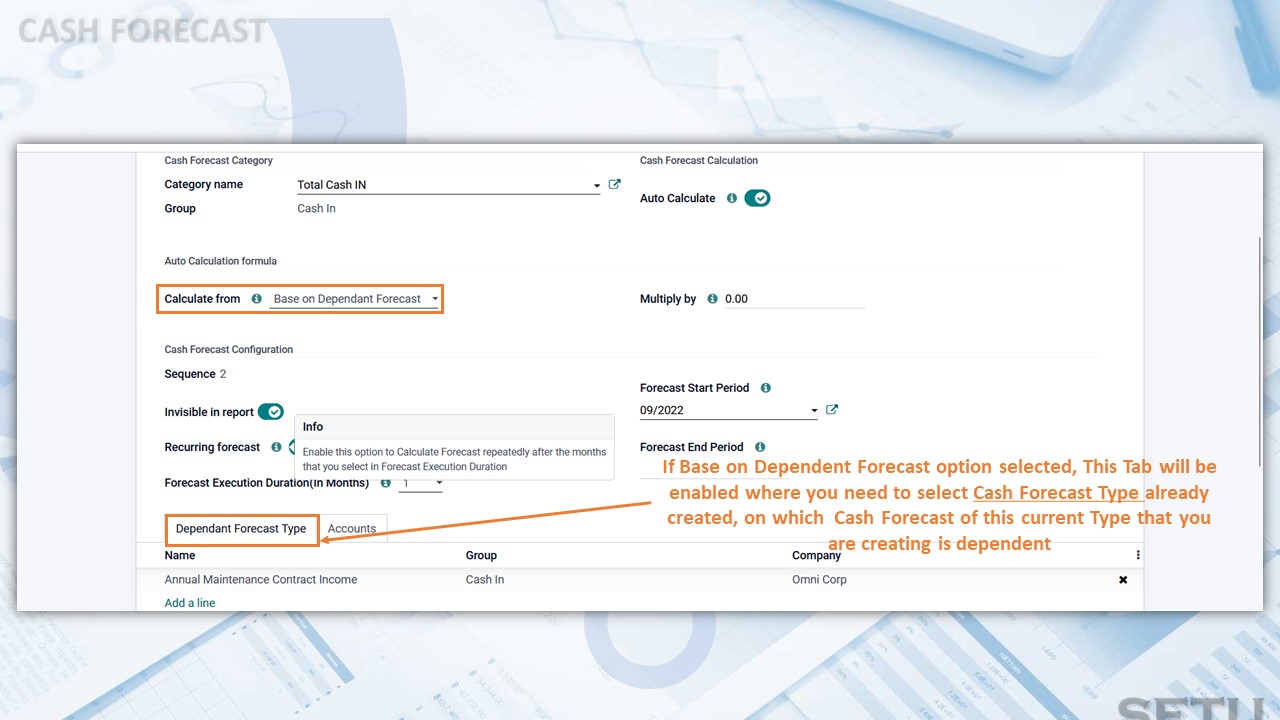 CASH FORECAST
Cash Forecast Category
Cash Forecast Calculation
Category name Total Cash IN
Auto Calculate
Group Cash In
Auto Calculation formula
Calculate from Base on Dependant Forecast
Multiply by 0.00
Cash Forecast Configuration
Sequence 2
Forecast Start Period
09/2022
Invisible in report
Info
Recurring forecast
Enable this option to Calculate Forecast repeatedly after the months
that you select in Forecast Execution Duration
Forecast End Period
Forecast Execution Duration(in Months) 1
If Base on Dependent Forecast option selected, This Tab will be
enabled where you need to select Cash Forecast Type already
created, on which Cash Forecast of this current Type that you
are creating is dependent
Dependant Forecast Type Accounts
Name Group Company
Annual Maintenance Contract Income Cash In Omni Corp
Add a line
SETU